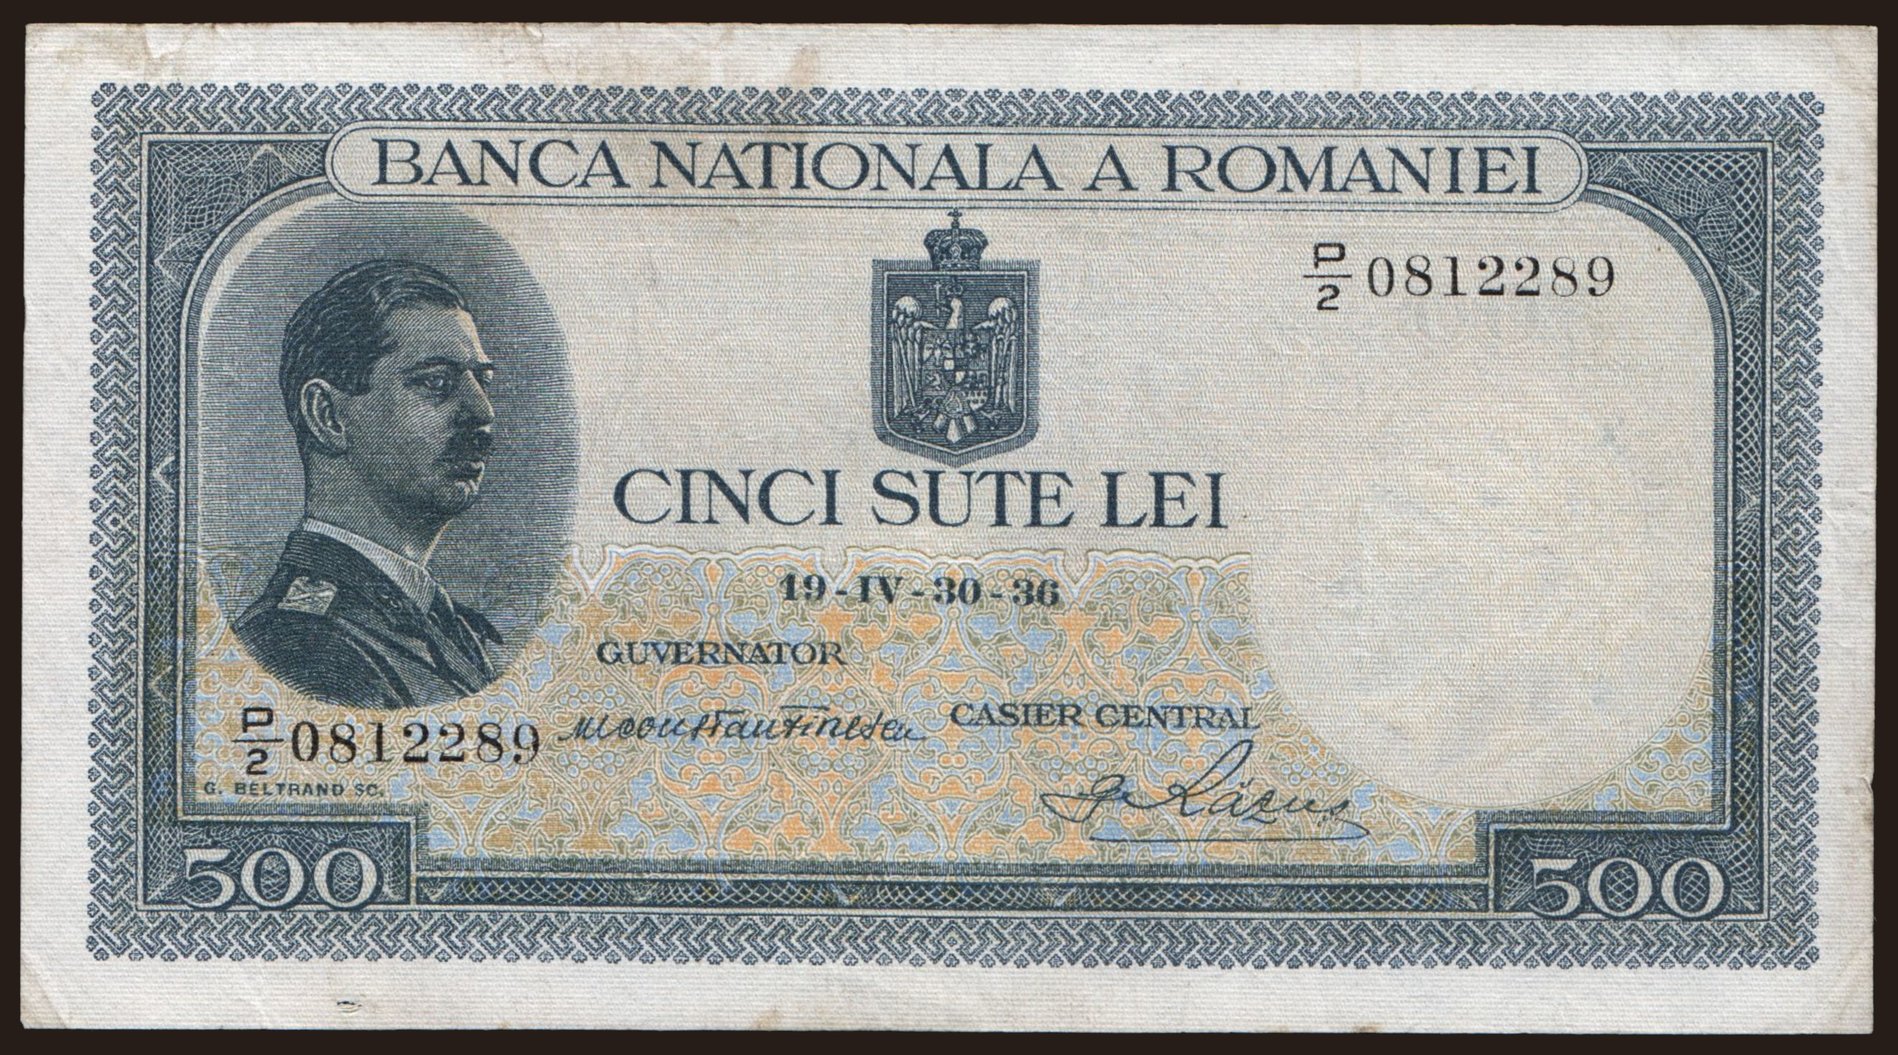 BANCA NATIONALA A ROMANIEI
P/2 0812289
CINCI SUTE LEI
19-IV-30-36
GUVERNATOR
M Constantinescu
CASIER CENTRAL
P/2 0812289
G. BELTRAND SC.
500
500